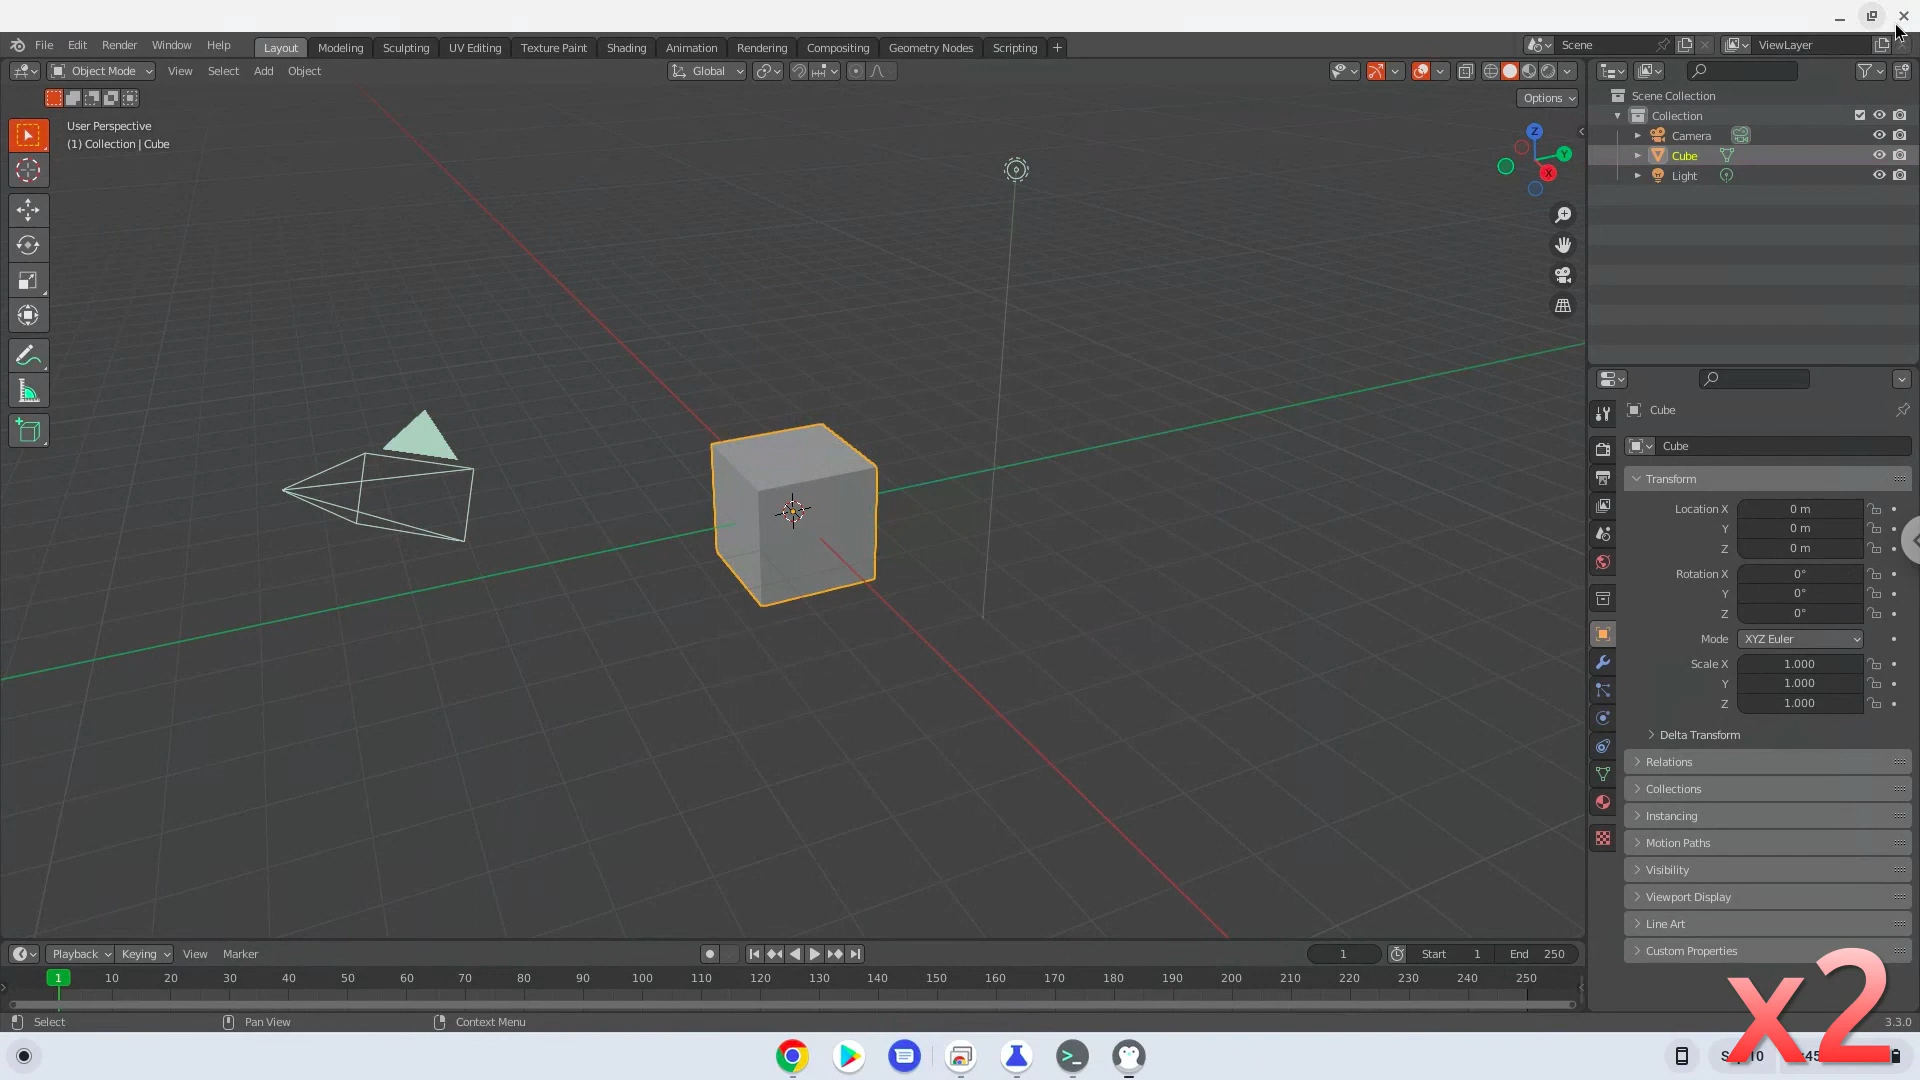 File Edit Render Window Help Layout Modeling Sculpting UV Editing Texture Paint Shading Animation Rendering Compositing Geometry Nodes Scripting + Scene ViewLayer
Object Mode View Select Add Object Global
Options
User Perspective
(1) Collection | Cube
Z
Y
X
Scene Collection
Collection
Camera
Cube
Light
Cube
Cube
Transform
Location X 0 m
Y 0 m
Z 0 m
Rotation X 0°
Y 0°
Z 0°
Mode XYZ Euler
Scale X 1.000
Y 1.000
Z 1.000
Delta Transform
Relations
Collections
Instancing
Motion Paths
Visibility
Viewport Display
Line Art
Custom Properties
Playback Keying View Marker 1 Start 1 End 250
1 10 20 30 40 50 60 70 80 90 100 110 120 130 140 150 160 170 180 190 200 210 220 230 240 250
Select Pan View Context Menu 3.3.0
x2